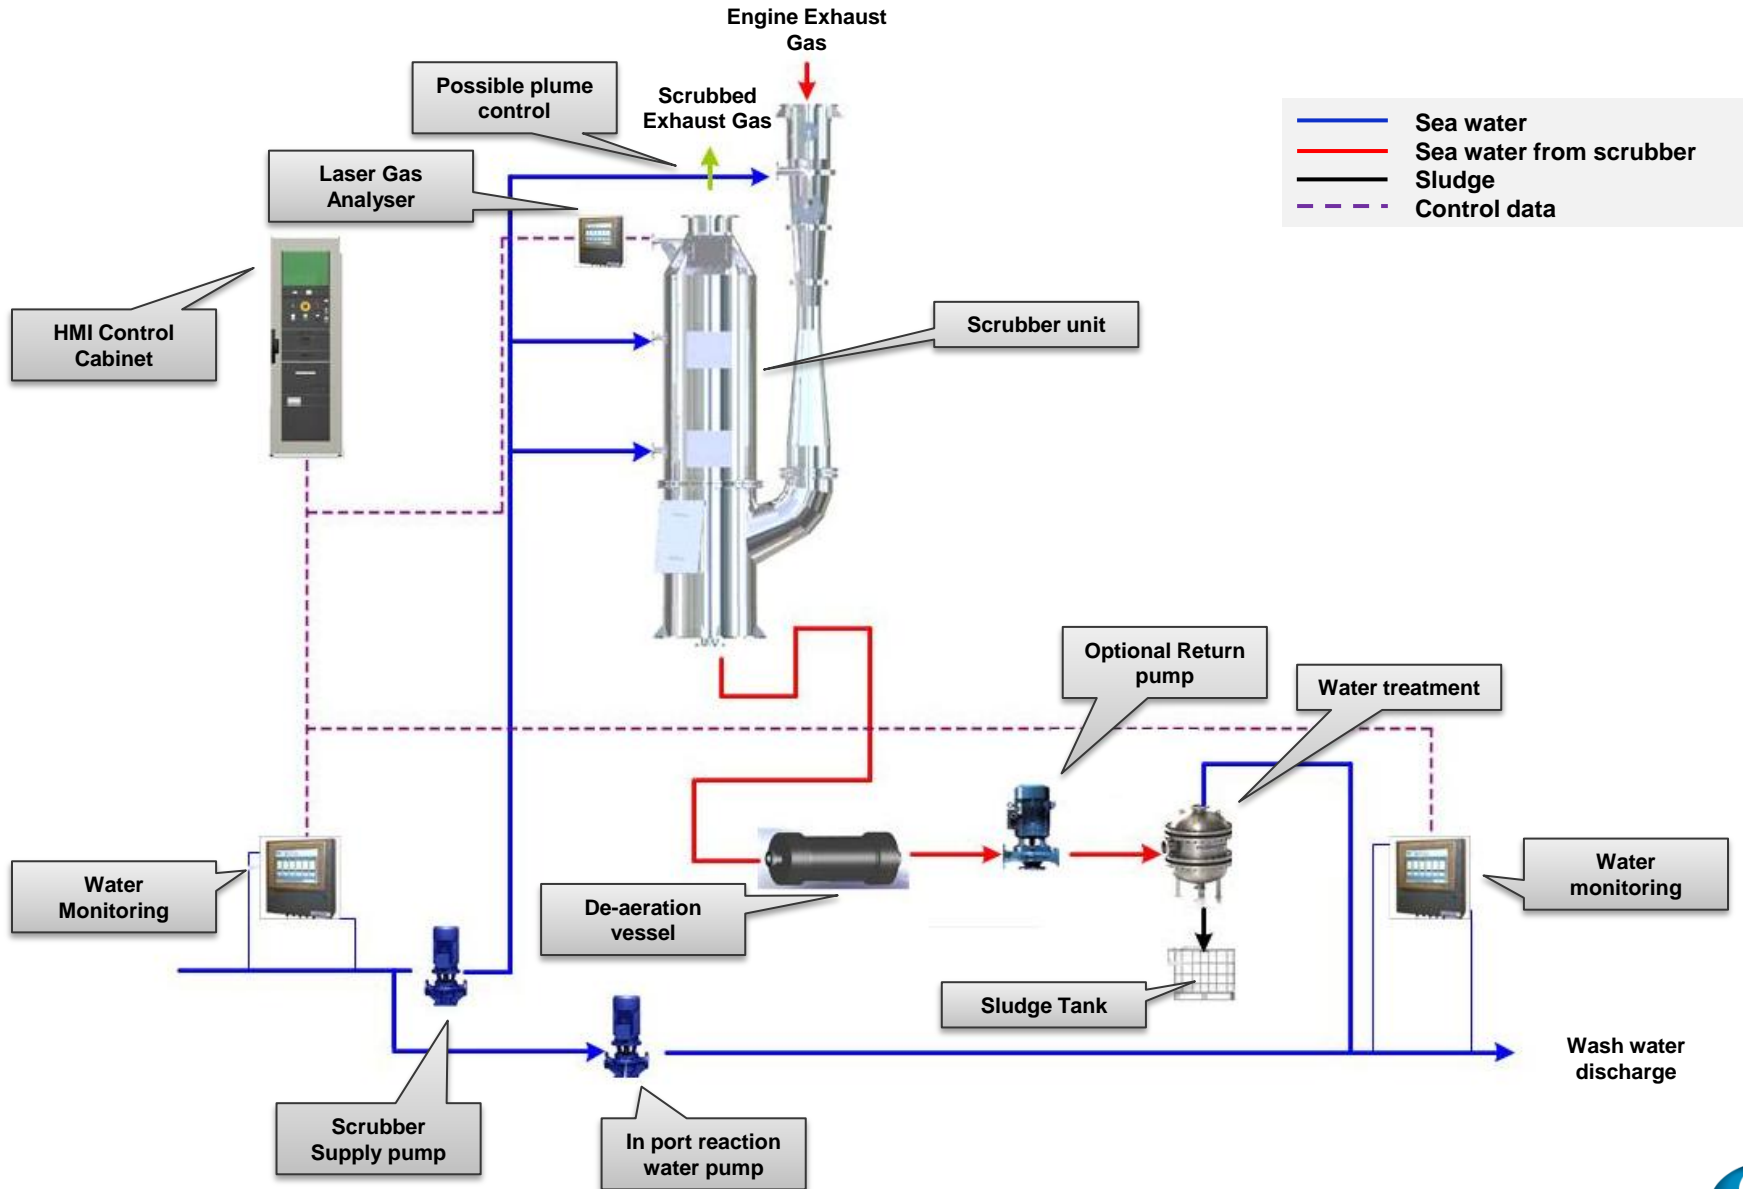 Engine Exhaust
Gas
Possible plume
control
Scrubbed
Exhaust Gas
Sea water
Sea water from scrubber
Sludge
Control data
Laser Gas
Analyser
HMI Control
Cabinet
Scrubber unit
Optional Return
pump
Water treatment
Water
Monitoring
De-aeration
vessel
Water
monitoring
Sludge Tank
Wash water
discharge
Scrubber
Supply pump
In port reaction
water pump